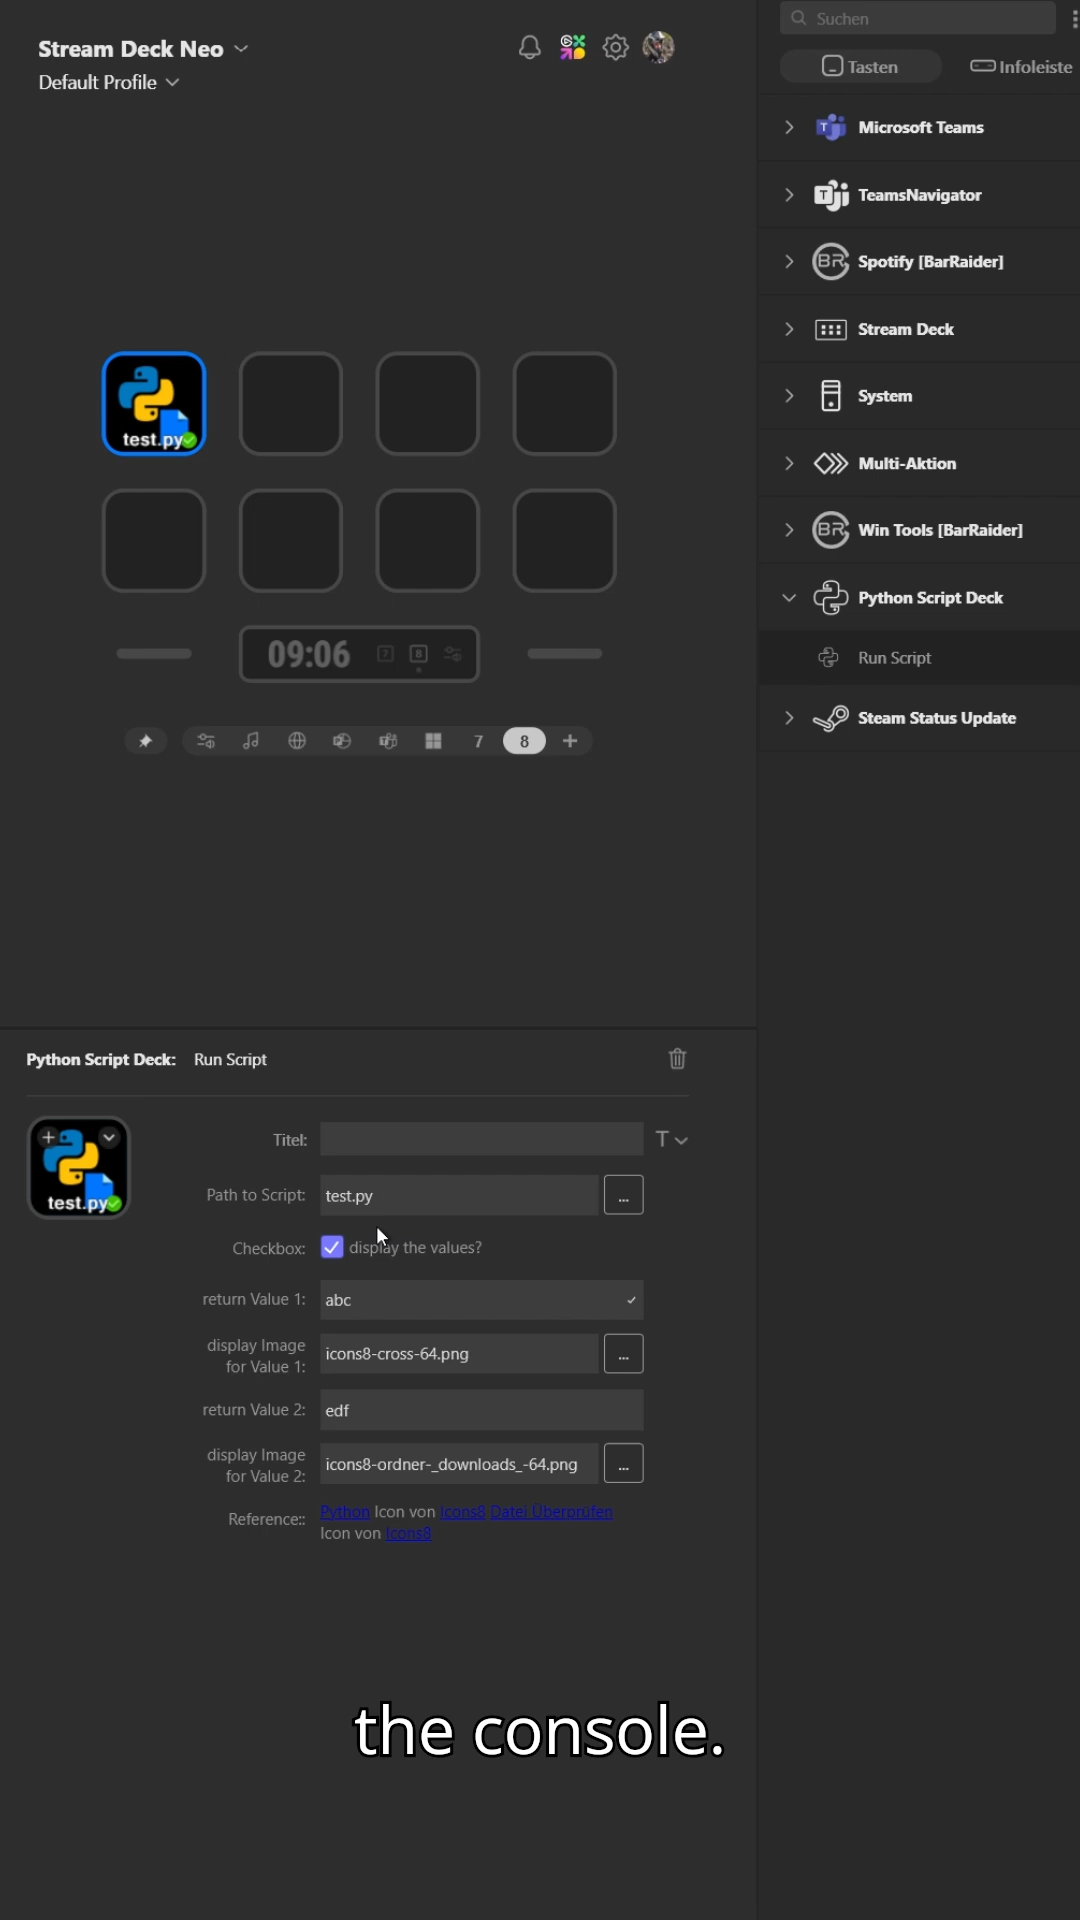 Stream Deck Neo
Default Profile
Suchen
Tasten
Infoleiste
Microsoft Teams
TeamsNavigator
Spotify [BarRaider]
Stream Deck
System
Multi-Aktion
Win Tools [BarRaider]
Python Script Deck
Run Script
Steam Status Update
test.py
09:06
7
8
7
8
Python Script Deck: Run Script
test.py
Titel:
T
Path to Script: test.py ...
Checkbox: display the values?
return Value 1: abc
display Image
for Value 1: icons8-cross-64.png ...
return Value 2: edf
display Image
for Value 2: icons8-ordner-_downloads_-64.png ...
Reference:: Python Icon von Icons8 Datei Überprüfen
Icon von Icons8
the console.